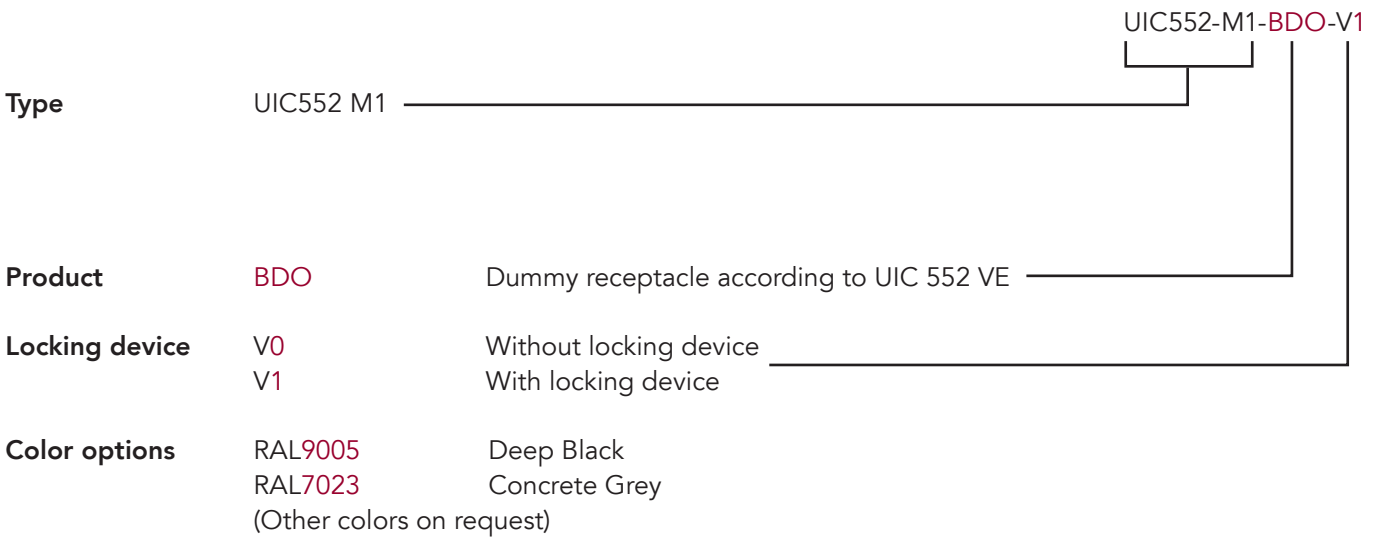 UIC552-M1-BDO-V1
Type UIC552 M1
Product BDO Dummy receptacle according to UIC 552 VE
Locking device V0 Without locking device
V1 With locking device
Color options RAL9005 Deep Black
RAL7023 Concrete Grey
(Other colors on request)